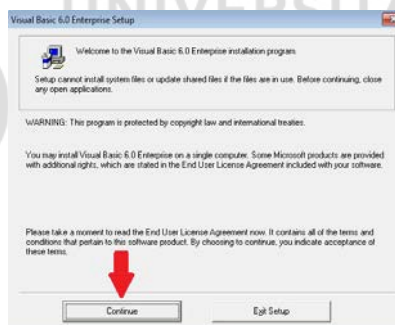 UNIVERSITA
Visual Basic 6.0 Enterprise Setup
Welcome to the Visual Basic 6.0 Enterprise installation program.
Setup cannot install system files or update shared files if the files are in use. Before continuing, close
any open applications.
WARNING: This program is protected by copyright law and international treaties.
You may install Visual Basic 6.0 Enterprise on a single computer. Some Microsoft products are provided
with additional rights, which are stated in the End User License Agreement included with your software.
Please take a moment to read the End User License Agreement now. It contains all of the terms and
conditions that pertain to this software product. By choosing to continue, you indicate acceptance of
these terms.
Continue
Exit Setup